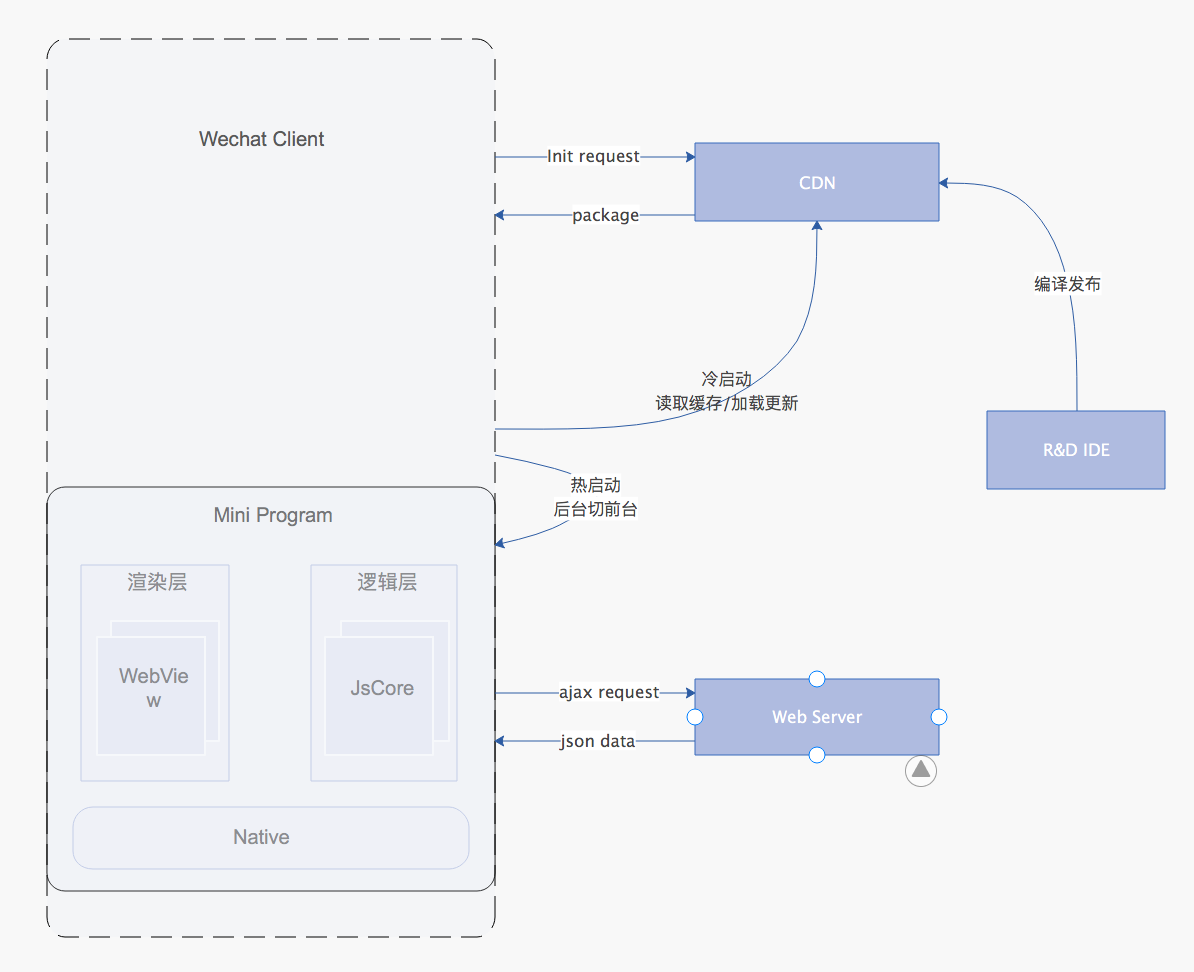 Wechat Client
Init request
CDN
package
编译发布
冷启动
读取缓存/加载更新
R&D IDE
热启动
后台切前台
Mini Program
渲染层
逻辑层
WebVie
w
JsCore
ajax request
Web Server
json data
Native